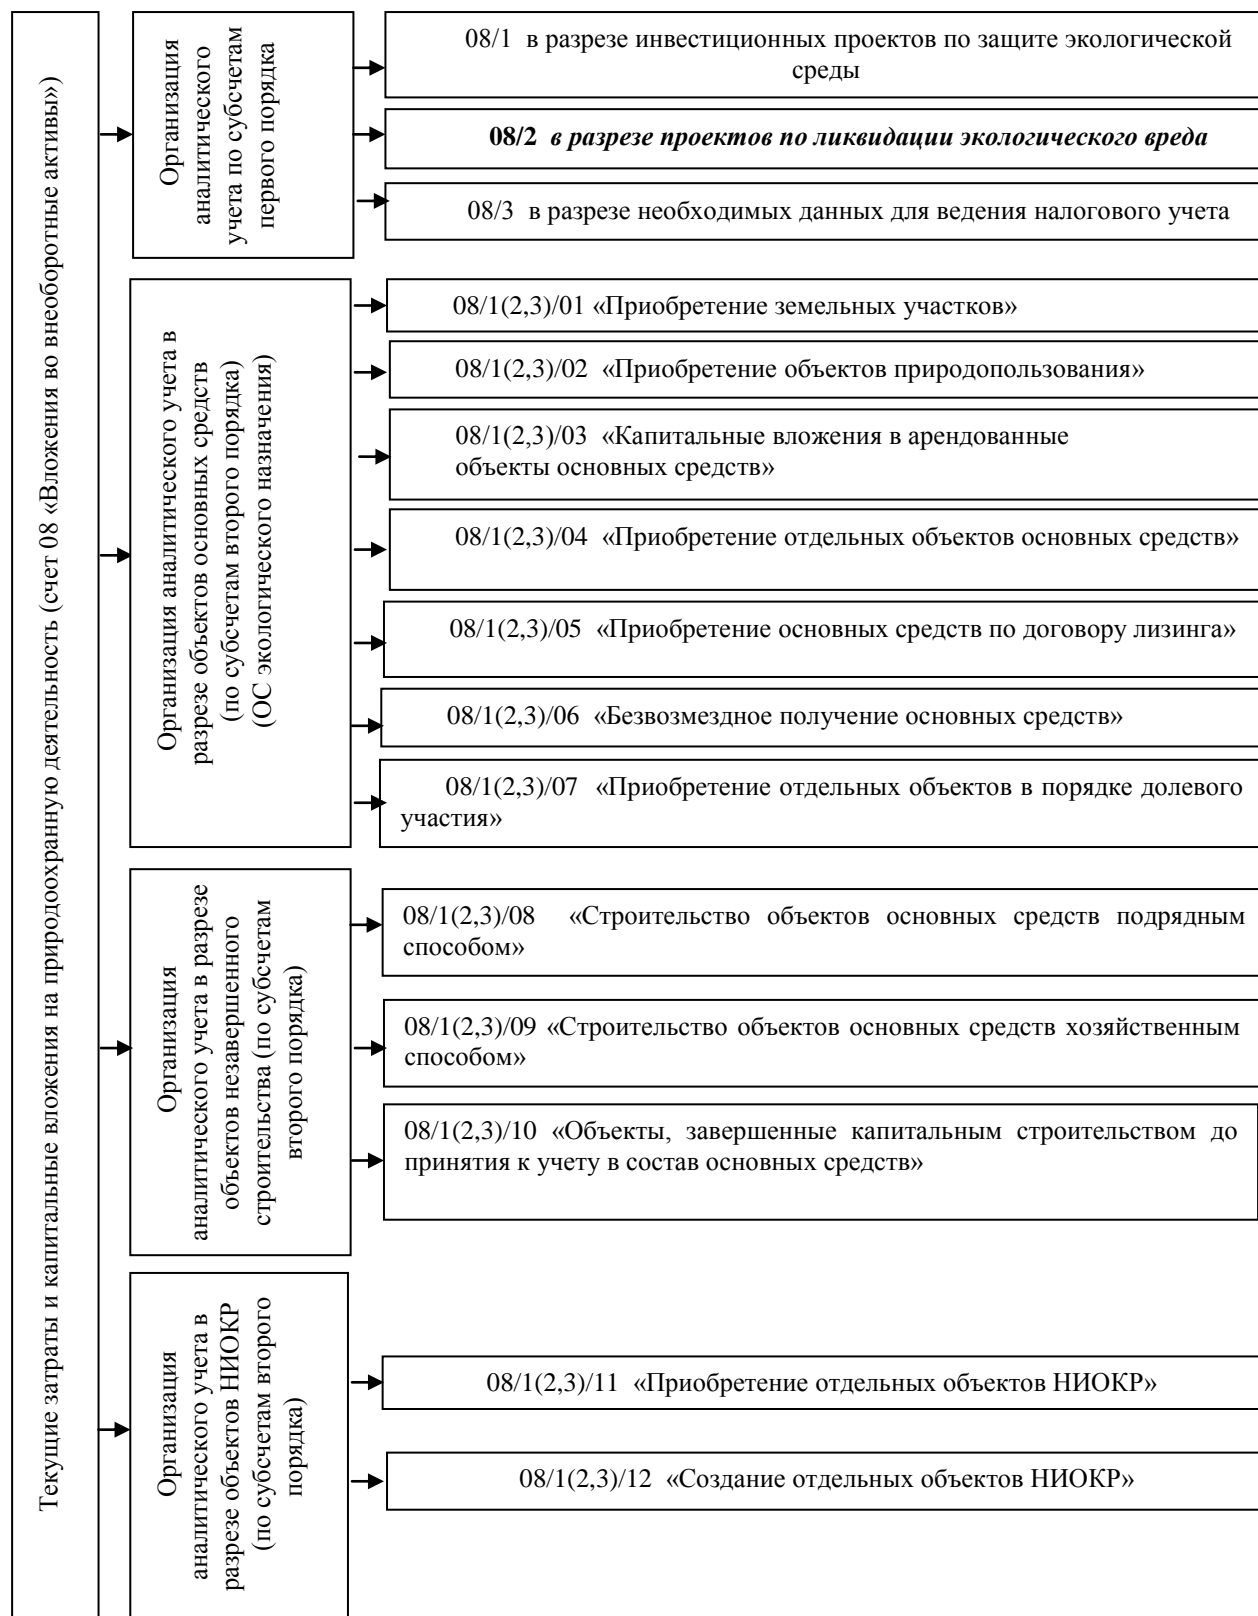 Текущие затраты и капитальные вложения на природоохранную деятельность (счет 08 «Вложения во внеоборотные активы»)
Организация
аналитического
учета по субсчетам
первого порядка
08/1 в разрезе инвестиционных проектов по защите экологической
среды
08/2 в разрезе проектов по ликвидации экологического вреда
08/3 в разрезе необходимых данных для ведения налогового учета
Организация аналитического учета в
разрезе объектов основных средств
(по субсчетам второго порядка)
(ОС экологического назначения)
08/1(2,3)/01 «Приобретение земельных участков»
08/1(2,3)/02 «Приобретение объектов природопользования»
08/1(2,3)/03 «Капитальные вложения в арендованные
объекты основных средств»
08/1(2,3)/04 «Приобретение отдельных объектов основных средств»
08/1(2,3)/05 «Приобретение основных средств по договору лизинга»
08/1(2,3)/06 «Безвозмездное получение основных средств»
08/1(2,3)/07 «Приобретение отдельных объектов в порядке долевого
участия»
Организация
аналитического учета в разрезе
объектов незавершенного
строительства (по субсчетам
второго порядка)
08/1(2,3)/08 «Строительство объектов основных средств подрядным
способом»
08/1(2,3)/09 «Строительство объектов основных средств хозяйственным
способом»
08/1(2,3)/10 «Объекты, завершенные капитальным строительством до
принятия к учету в состав основных средств»
Организация
аналитического учета в
разрезе объектов НИОКР
(по субсчетам второго
порядка)
08/1(2,3)/11 «Приобретение отдельных объектов НИОКР»
08/1(2,3)/12 «Создание отдельных объектов НИОКР»